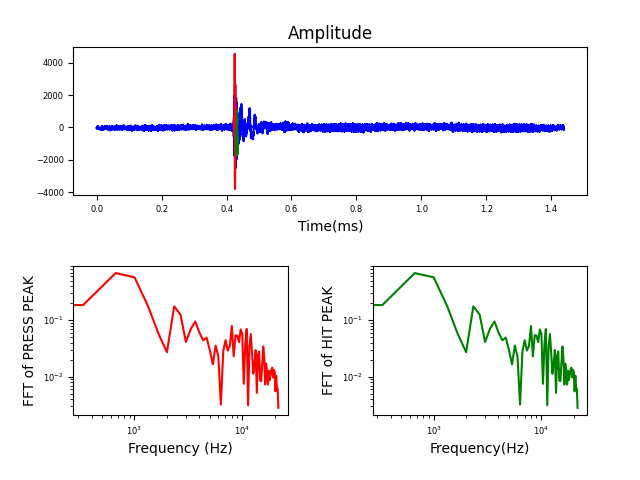 Amplitude
4000
2000
0
−2000
−4000
0.0 0.2 0.4 0.6 0.8 1.0 1.2 1.4
Time(ms)
FFT of PRESS PEAK
10⁻¹
10⁻²
10³ 10⁴
Frequency (Hz)
FFT of HIT PEAK
10⁻¹
10⁻²
10³ 10⁴
Frequency(Hz)